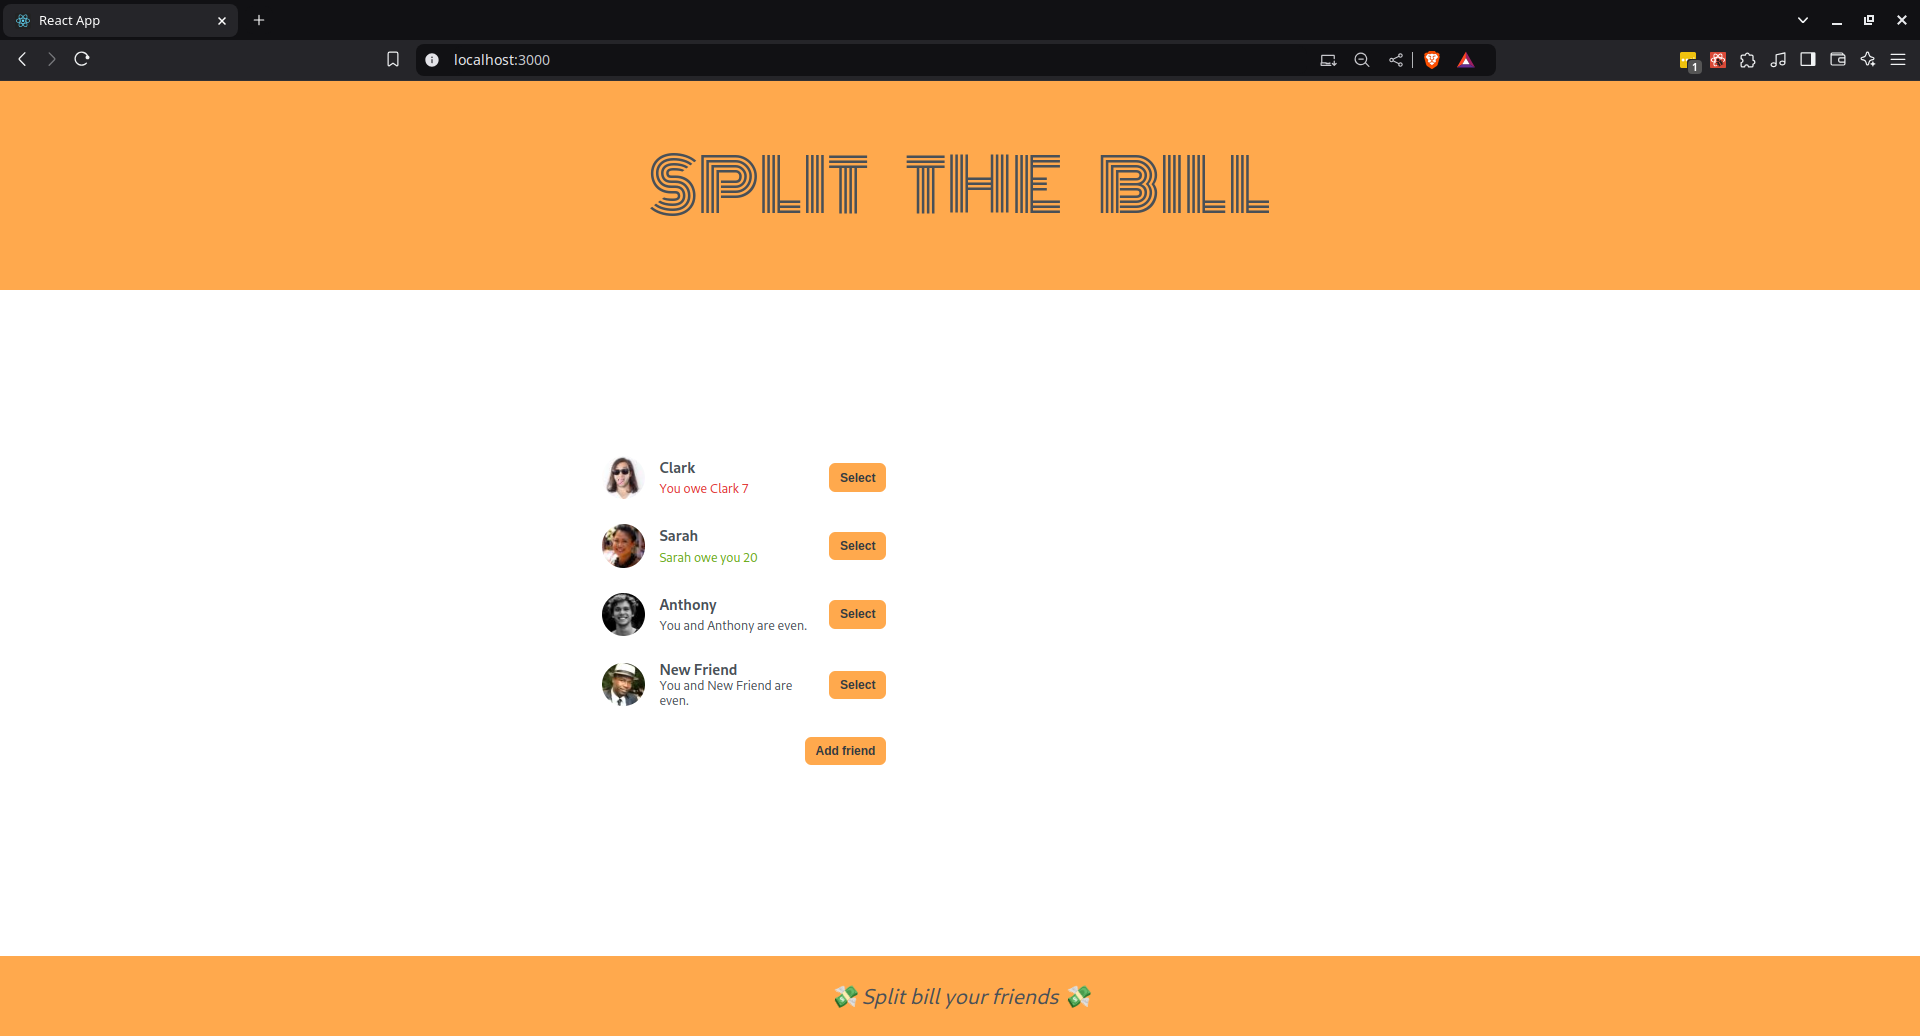 React App
localhost:3000
1
SPLIT THE BILL
Clark
You owe Clark 7
Select
Sarah
Sarah owe you 20
Select
Anthony
You and Anthony are even.
Select
New Friend
You and New Friend are
even.
Select
Add friend
💸 Split bill your friends 💸